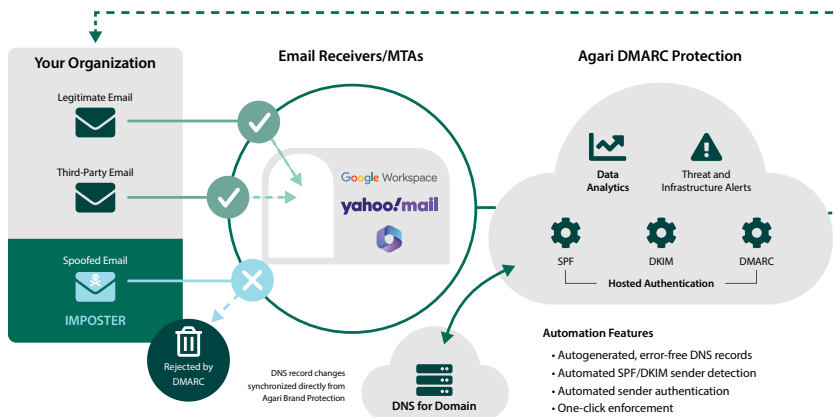 Your Organization
Legitimate Email
Third-Party Email
Spoofed Email
IMPOSTER
Rejected by
DMARC
Email Receivers/MTAs
Google Workspace
yahoo!mail
DNS record changes
synchronized directly from
Agari Brand Protection
DNS for Domain
Agari DMARC Protection
Data
Analytics
Threat and
Infrastructure Alerts
SPF
DKIM
DMARC
Hosted Authentication
Automation Features
• Autogenerated, error-free DNS records
• Automated SPF/DKIM sender detection
• Automated sender authentication
• One-click enforcement